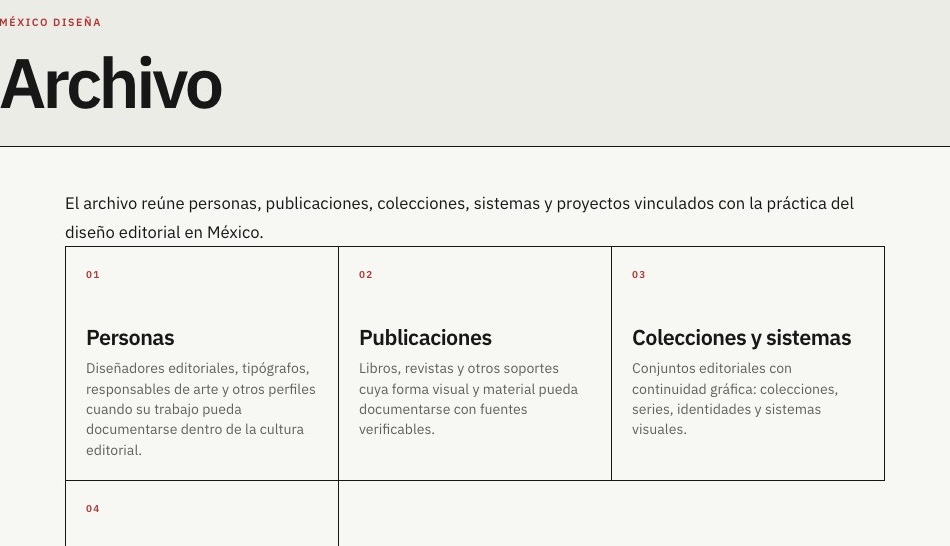 MÉXICO DISEÑA
Archivo
El archivo reúne personas, publicaciones, colecciones, sistemas y proyectos vinculados con la práctica del
diseño editorial en México.
01
Personas
Diseñadores editoriales, tipógrafos,
responsables de arte y otros perfiles
cuando su trabajo pueda
documentarse dentro de la cultura
editorial.
02
Publicaciones
Libros, revistas y otros soportes
cuya forma visual y material pueda
documentarse con fuentes
verificables.
03
Colecciones y sistemas
Conjuntos editoriales con
continuidad gráfica: colecciones,
series, identidades y sistemas
visuales.
04